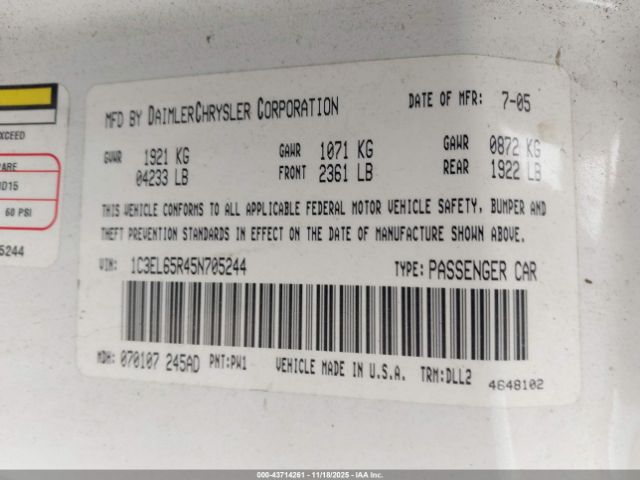 MFD BY DAIMLERCHRYSLER CORPORATION DATE OF MFR: 7-05
GVWR 1921 KG GAWR 1071 KG GAWR 0872 KG
04233 LB FRONT 2361 LB REAR 1922 LB
THIS VEHICLE CONFORMS TO ALL APPLICABLE FEDERAL MOTOR VEHICLE SAFETY, BUMPER AND
THEFT PREVENTION STANDARDS IN EFFECT ON THE DATE OF MANUFACTURE SHOWN ABOVE.
VIN: 1C3EL65R45N705244 TYPE: PASSENGER CAR
MDH: 070107 245AD PNT:PW1 VEHICLE MADE IN U.S.A. TRM:DLL2
4648102
XCEED
ARE
D15
60 PSI
5244
000-43714261 - 11/18/2025 - IAA Inc.